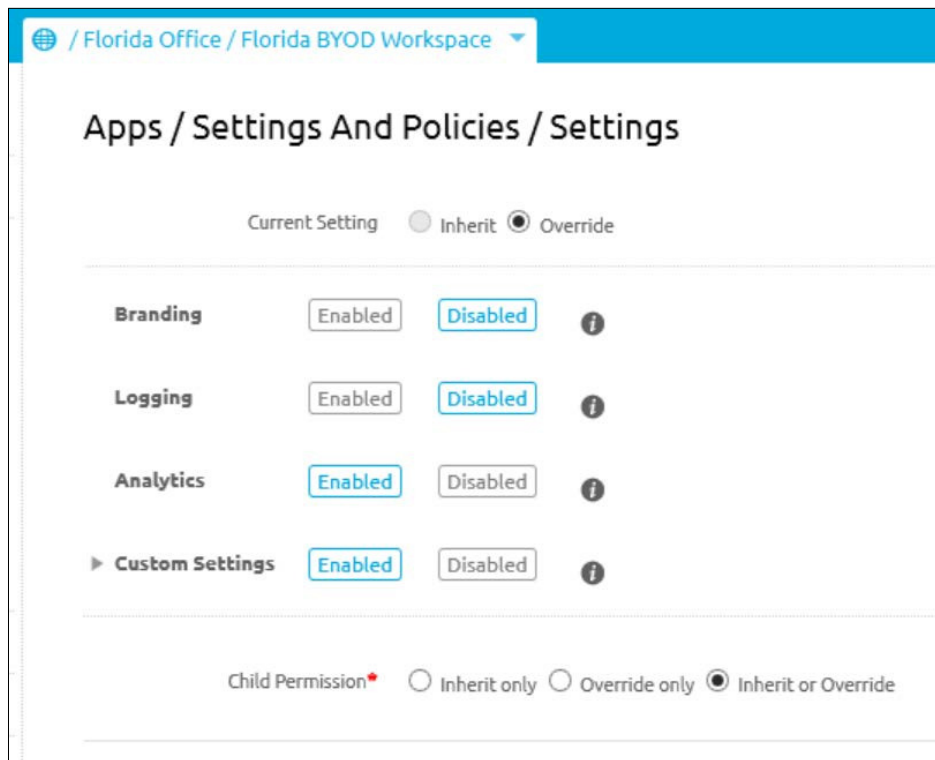 / Florida Office / Florida BYOD Workspace
Apps / Settings And Policies / Settings
Current Setting Inherit Override
Branding Enabled Disabled i
Logging Enabled Disabled i
Analytics Enabled Disabled i
Custom Settings Enabled Disabled i
Child Permission* Inherit only Override only Inherit or Override